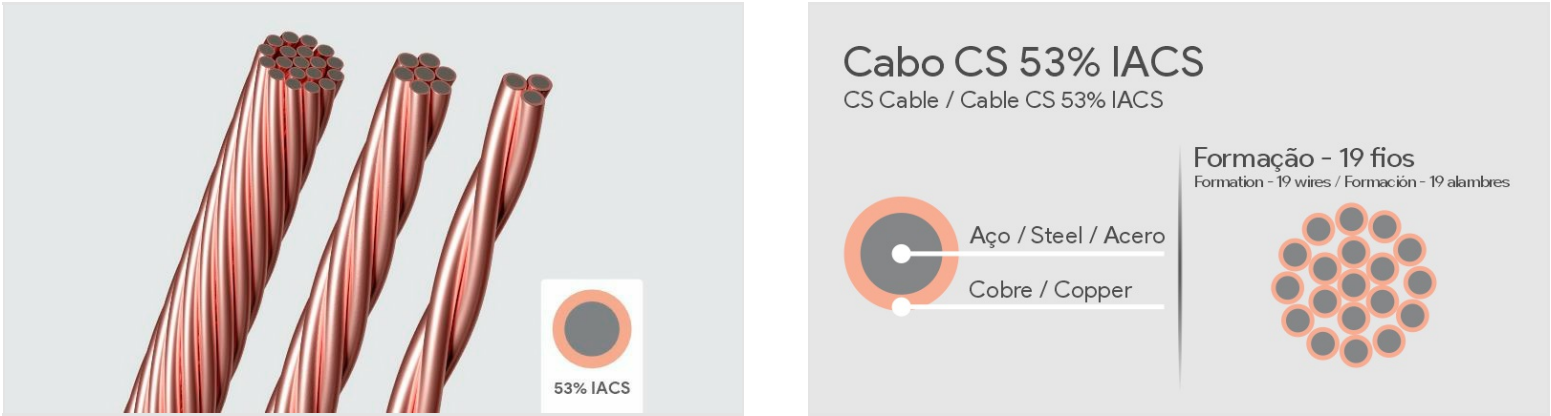 53% IACS
Cabo CS 53% IACS
CS Cable / Cable CS 53% IACS
Aço / Steel / Acero
Cobre / Copper
Formação - 19 fios
Formation - 19 wires / Formación - 19 alambres